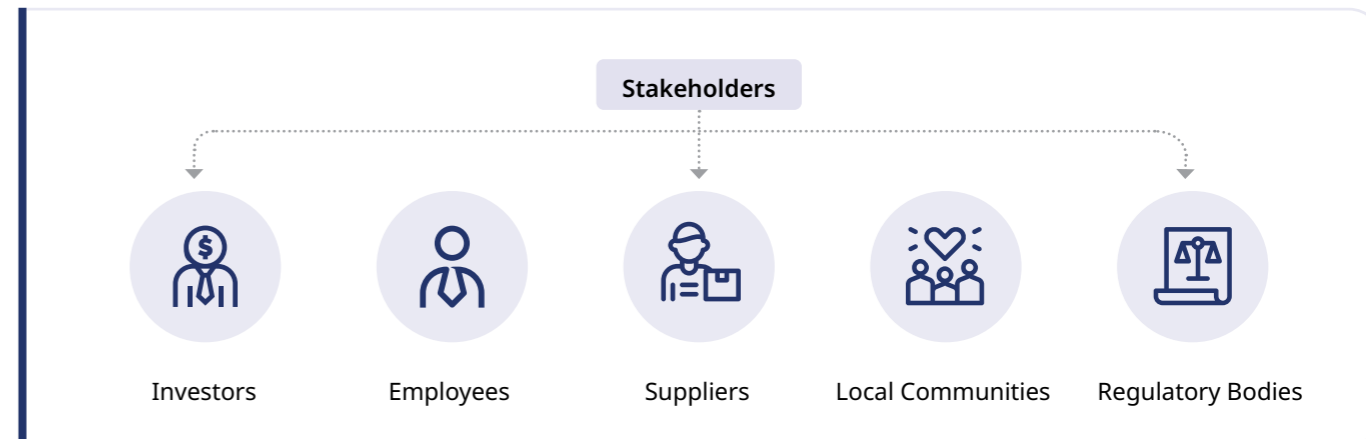 Stakeholders
$
Investors
Employees
Suppliers
Local Communities
Regulatory Bodies